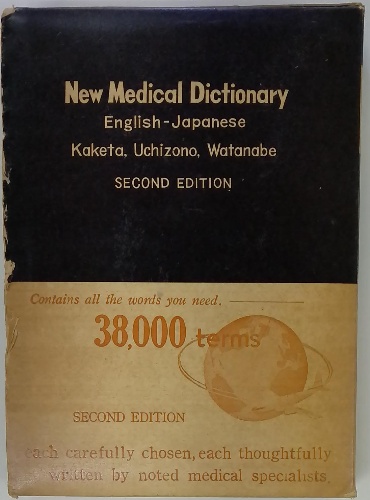 New Medical Dictionary
English-Japanese
Kaketa, Uchizono, Watanabe
SECOND EDITION
Contains all the words you need.
38,000 terms
SECOND EDITION
each carefully chosen, each thoughtfully
written by noted medical specialists.